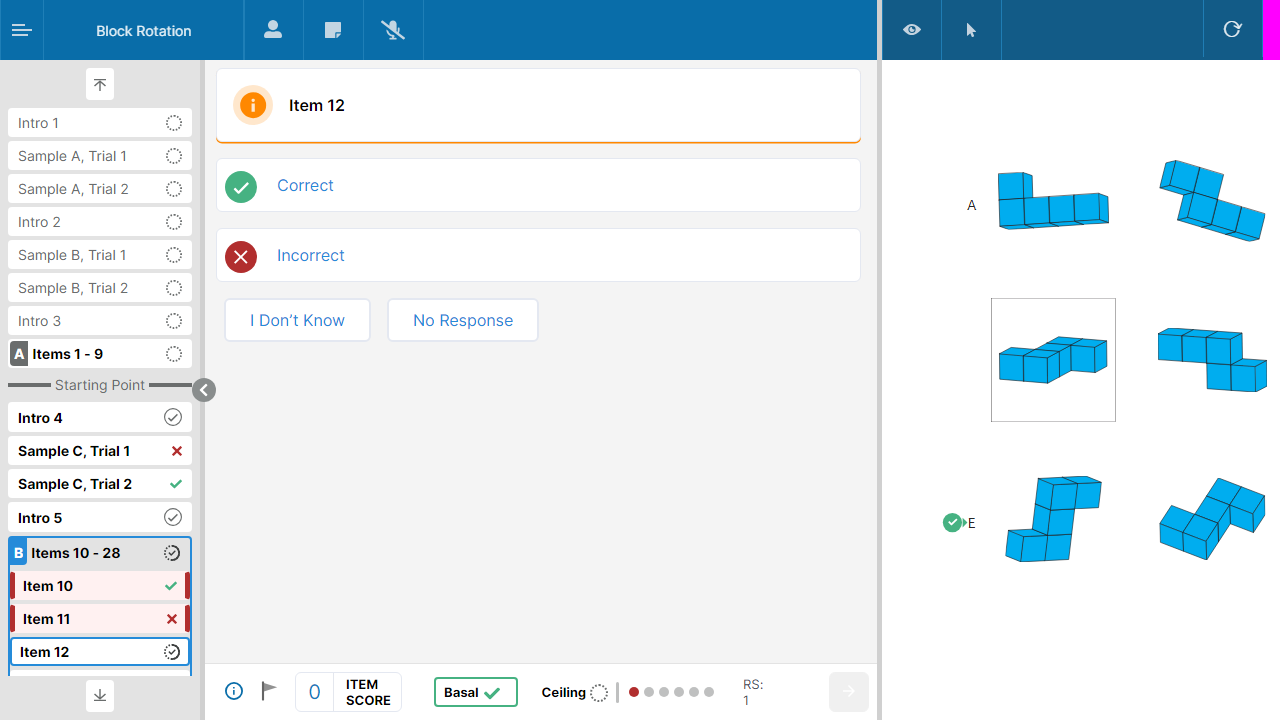 Block Rotation
Intro 1
Sample A, Trial 1
Sample A, Trial 2
Intro 2
Sample B, Trial 1
Sample B, Trial 2
Intro 3
A Items 1 - 9
Starting Point
Intro 4
Sample C, Trial 1
Sample C, Trial 2
Intro 5
B Items 10 - 28
Item 10
Item 11
Item 12
Item 12
Correct
Incorrect
I Don’t Know
No Response
0 ITEM
SCORE
Basal
Ceiling
RS:
1
A
E